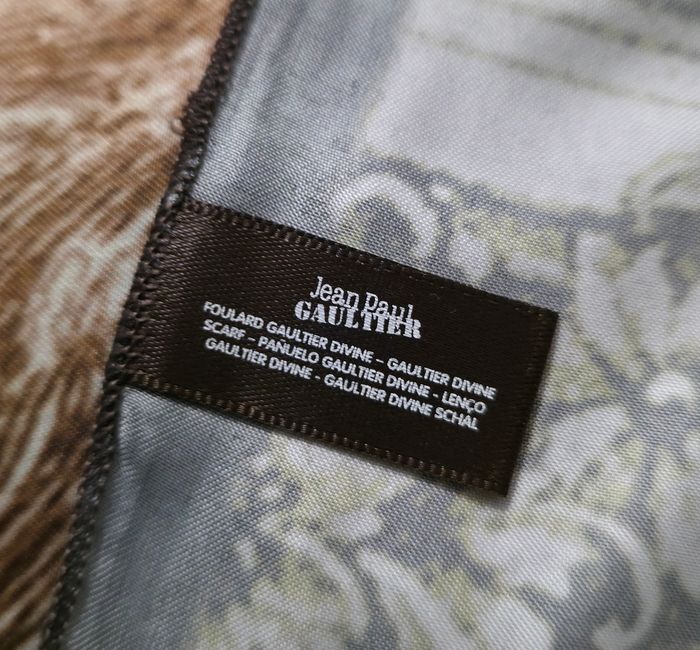 Jean Paul
GAULTIER
FOULARD GAULTIER DIVINE – GAULTIER DIVINE
SCARF – PAÑUELO GAULTIER DIVINE - LENÇO
GAULTIER DIVINE - GAULTIER DIVINE SCHAL